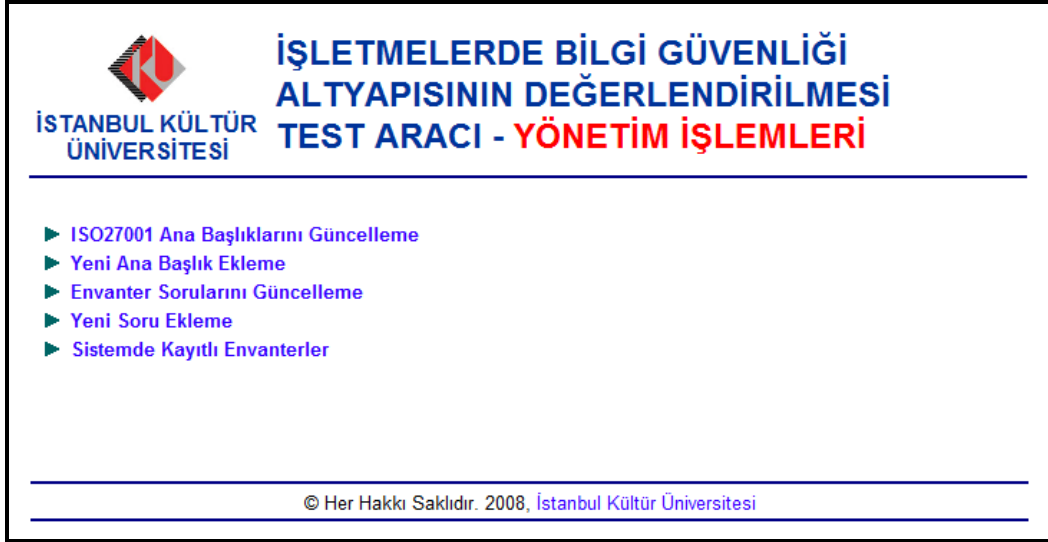 İŞLETMELERDE BİLGİ GÜVENLİĞİ
ALTYAPISININ DEĞERLENDİRİLMESİ
TEST ARACI - YÖNETİM İŞLEMLERİ
KU
İSTANBUL KÜLTÜR
ÜNİVERSİTESİ
ISO27001 Ana Başlıklarını Güncelleme
Yeni Ana Başlık Ekleme
Envanter Sorularını Güncelleme
Yeni Soru Ekleme
Sistemde Kayıtlı Envanterler
© Her Hakkı Saklıdır. 2008, İstanbul Kültür Üniversitesi